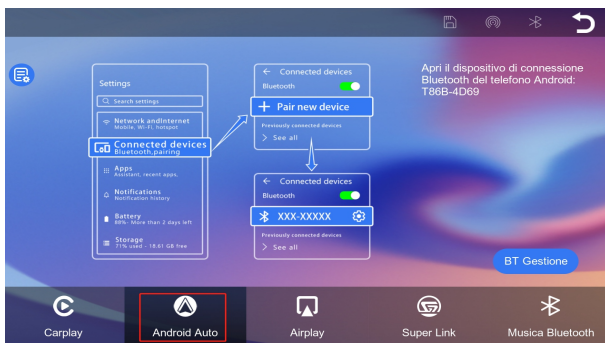 Settings
Search settings
Network andInternet
Mobile, Wi-Fi, hotspot
Connected devices
Bluetooth,pairing
Apps
Assistant, recent apps,
Notifications
Notification history
Battery
88%- More than 2 days left
Storage
71% used - 18.61 GB free
Connected devices
Bluetooth
Pair new device
Previously connected devices
See all
Connected devices
Bluetooth
XXX-XXXXX
Previously connected devices
See all
Apri il dispositivo di connessione
Bluetooth del telefono Android:
T86B-4D69
BT Gestione
Carplay
Android Auto
Airplay
Super Link
Musica Bluetooth